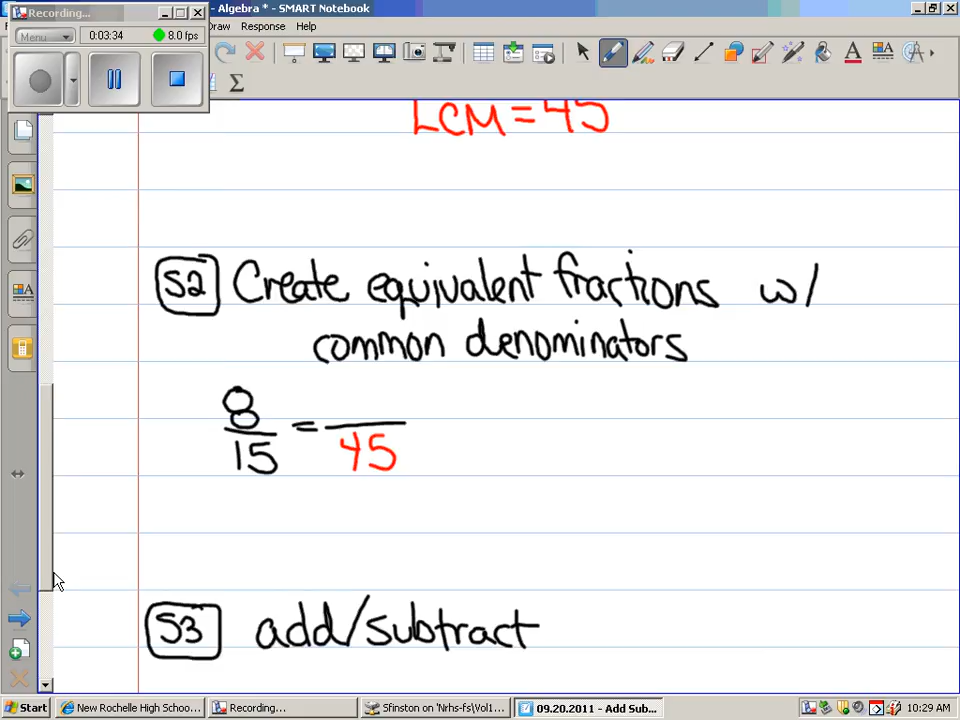 Recording...
- Algebra * - SMART Notebook
Menu
0:03:34
8.0 fps
Draw Response Help
LCM = 45
S2 Create equivalent fractions w/
common denominators
8/15 = __/45
S3 add/subtract
Start
New Rochelle High Schoo...
Recording...
Sfinston on 'Nrhs-fs\Vol1...
09.20.2011 - Add Sub...
10:29 AM